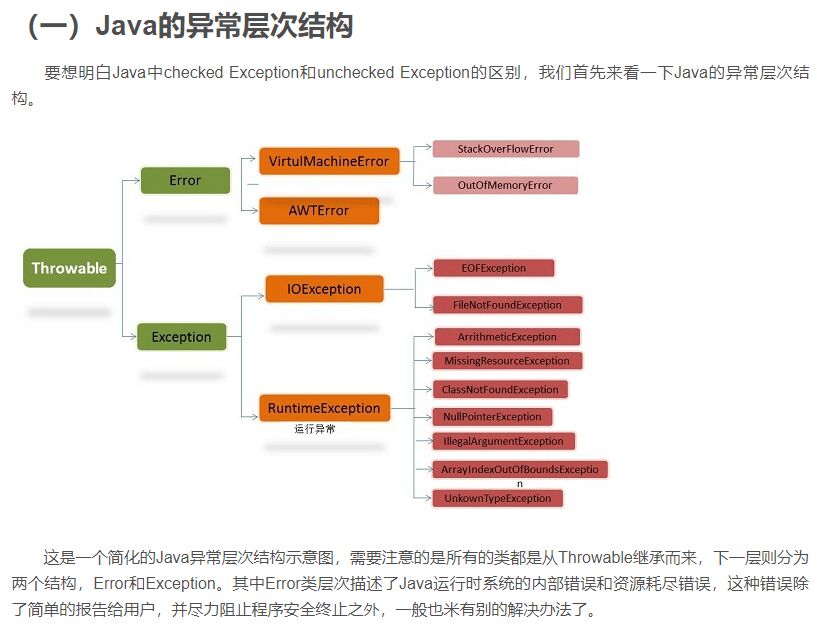 （一）Java的异常层次结构
要想明白Java中checked Exception和unchecked Exception的区别，我们首先来看一下Java的异常层次结
构。
StackOverFlowError
VirtulMachineError
Error
OutOfMemoryError
AWTError
Throwable
EOFException
IOException
FileNotFoundException
Exception
ArrithmeticException
MissingResourceException
ClassNotFoundException
RuntimeException
运行异常
NullPointerException
IllegalArgumentException
ArrayIndexOutOfBoundsExceptio
n
UnkownTypeException
这是一个简化的Java异常层次结构示意图，需要注意的是所有的类都是从Throwable继承而来，下一层则分为
两个结构，Error和Exception。其中Error类层次描述了Java运行时系统的内部错误和资源耗尽错误，这种错误除
了简单的报告给用户，并尽力阻止程序安全终止之外，一般也米有别的解决办法了。